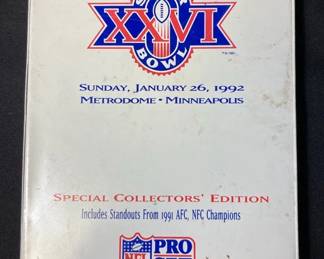 XXVI
BOWL
SUNDAY, JANUARY 26, 1992
METRODOME • MINNEAPOLIS
SPECIAL COLLECTORS' EDITION
Includes Standouts From 1991 AFC, NFC Champions
NFL
PRO